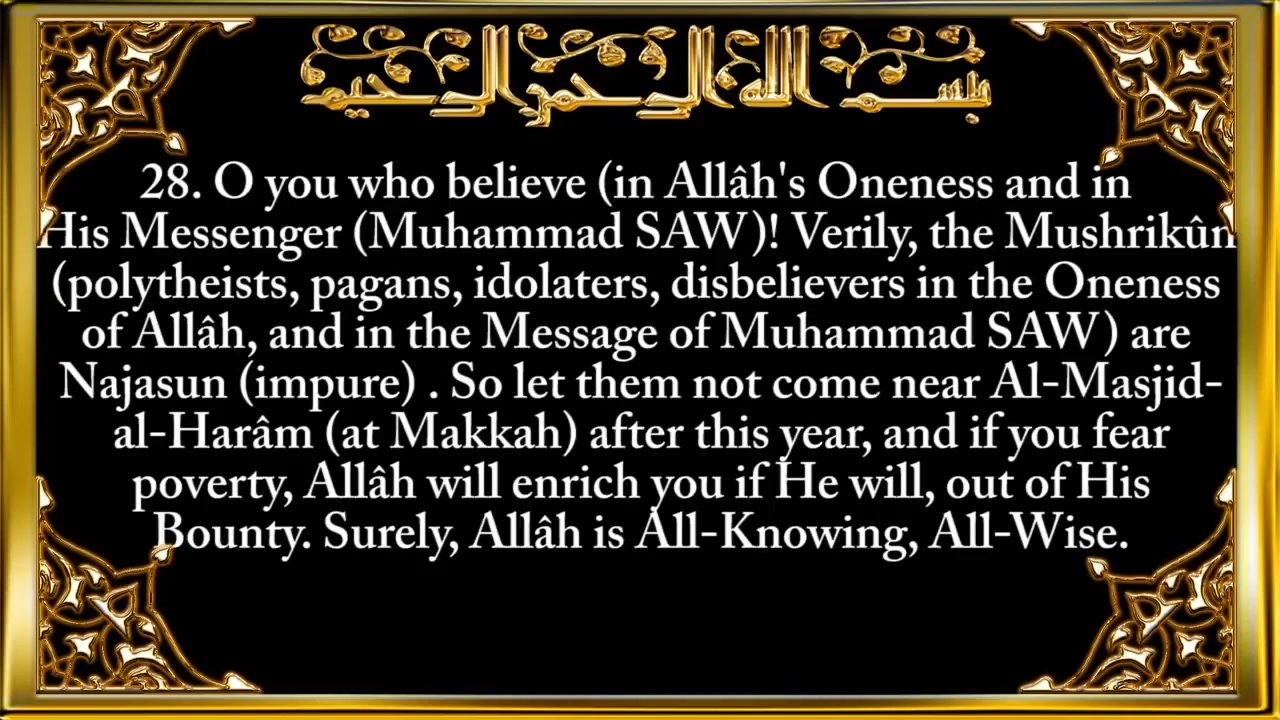 بسم الله الرحمن الرحيم
28. O you who believe (in Allâh's Oneness and in
His Messenger (Muhammad SAW)! Verily, the Mushrikûn
(polytheists, pagans, idolaters, disbelievers in the Oneness
of Allâh, and in the Message of Muhammad SAW) are
Najasun (impure) . So let them not come near Al-Masjid-
al-Harâm (at Makkah) after this year, and if you fear
poverty, Allâh will enrich you if He will, out of His
Bounty. Surely, Allâh is All-Knowing, All-Wise.